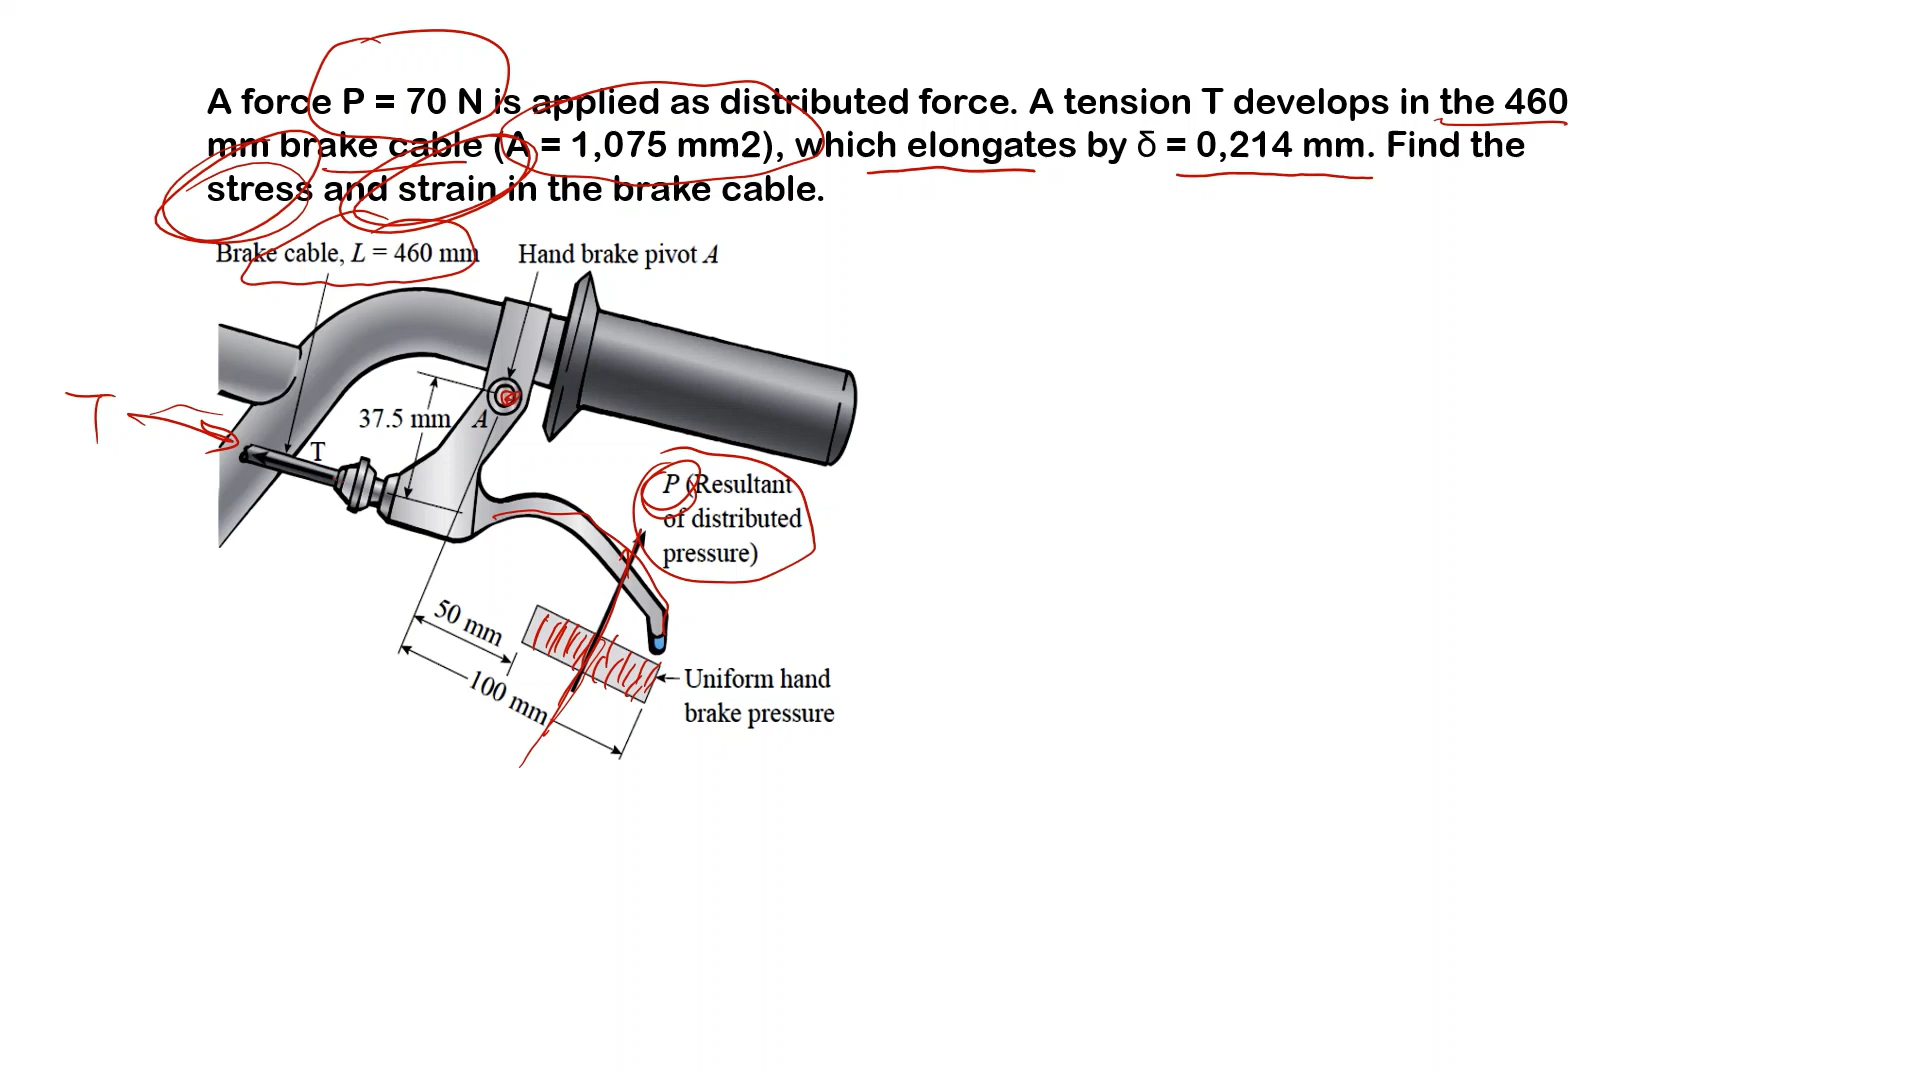 A force P = 70 N is applied as distributed force. A tension T develops in the 460
mm brake cable (A = 1,075 mm2), which elongates by δ = 0,214 mm. Find the
stress and strain in the brake cable.
Brake cable, L = 460 mm
Hand brake pivot A
37.5 mm
A
T
T
P (Resultant
of distributed
pressure)
50 mm
100 mm
Uniform hand
brake pressure